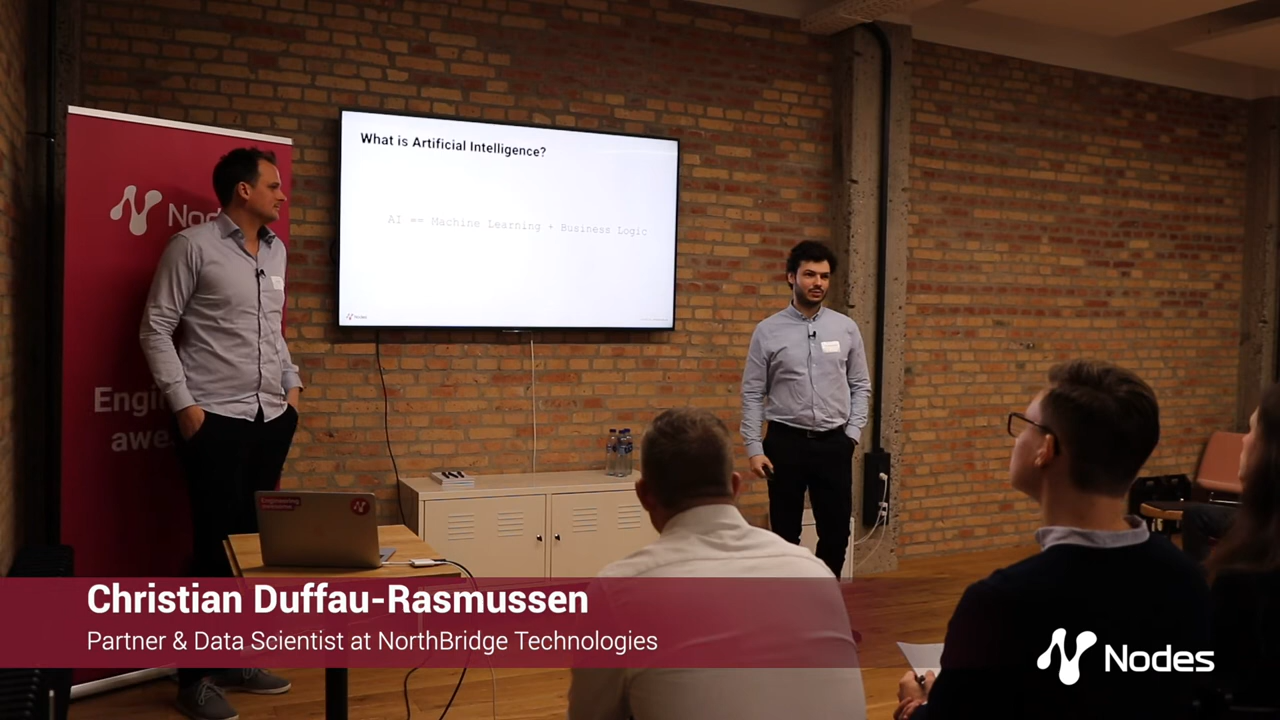 What is Artificial Intelligence?
AI == Machine Learning + Business Logic
Nodes
Nod
Engi
awe
Christian Duffau-Rasmussen
Partner & Data Scientist at NorthBridge Technologies
Nodes